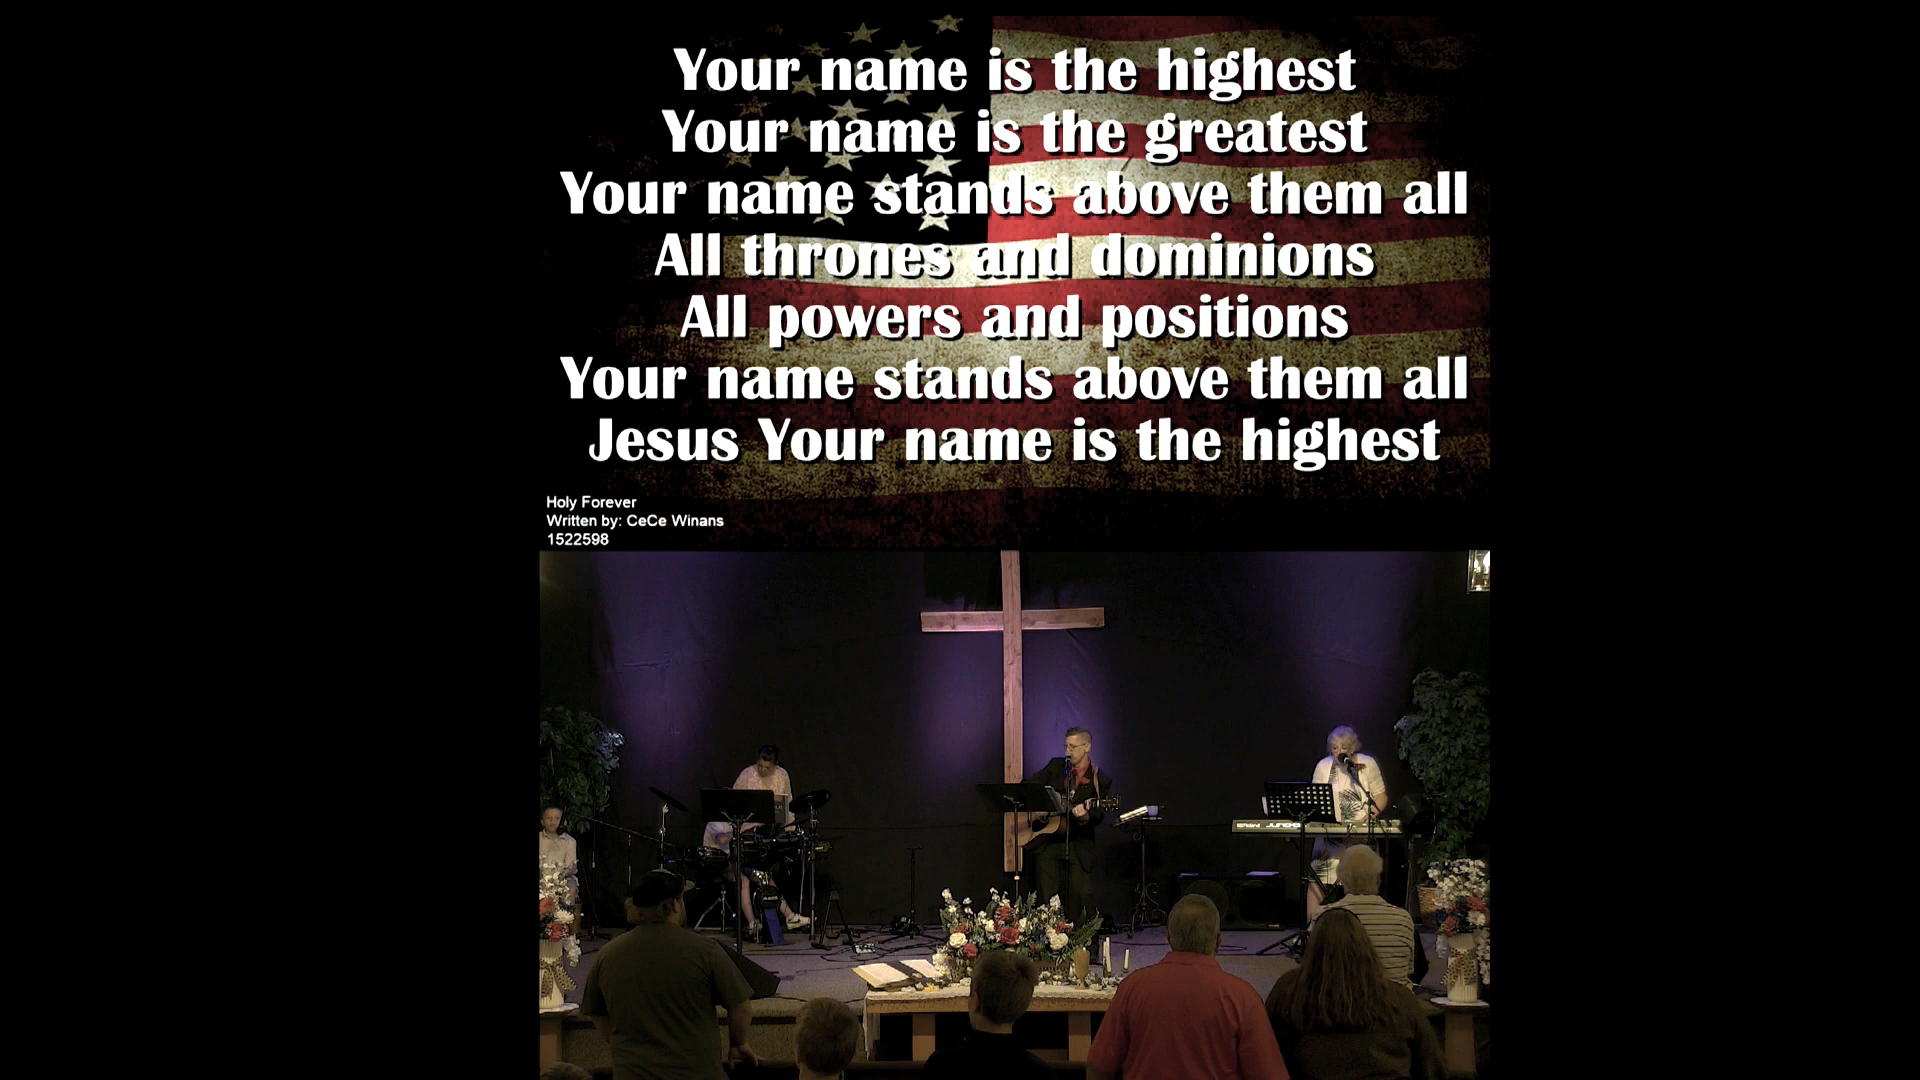 Your name is the highest
Your name is the greatest
Your name stands above them all
All thrones and dominions
All powers and positions
Your name stands above them all
Jesus Your name is the highest
Holy Forever
Written by: CeCe Winans
1522598
Roland